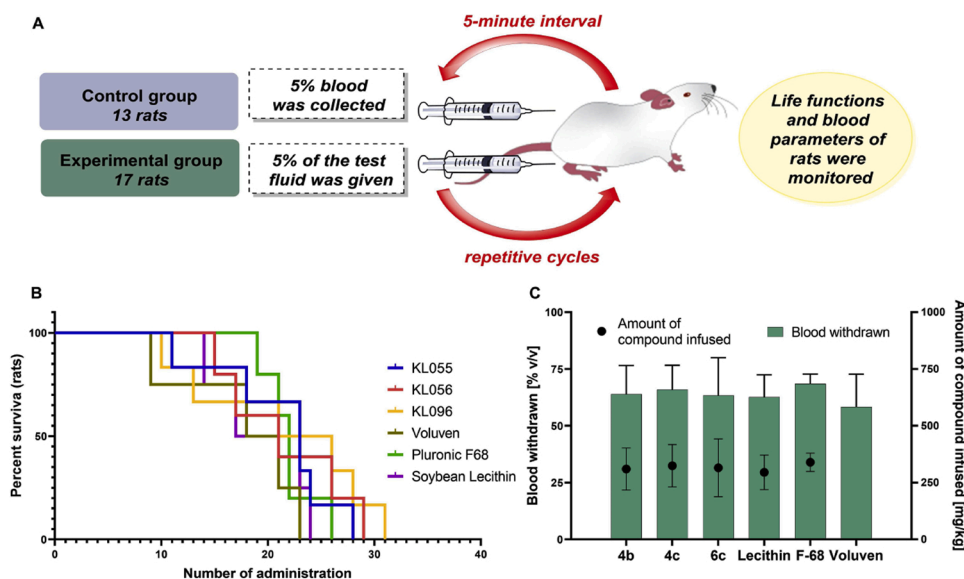 A
5-minute interval
Control group
13 rats
5% blood
was collected
Experimental group
17 rats
5% of the test
fluid was given
Life functions
and blood
parameters of
rats were
monitored
repetitive cycles
B
Percent surviva (rats)
100
50
0
0
10
20
30
40
Number of administration
KL055
KL056
KL096
Voluven
Pluronic F68
Soybean Lecithin
C
Blood withdrawn [% v/v]
100
75
50
25
0
Amount of
compound infused
Blood withdrawn
1000
750
500
250
0
Amount of compound infused [mg/kg]
4b
4c
6c
Lecithin
F-68
Voluven